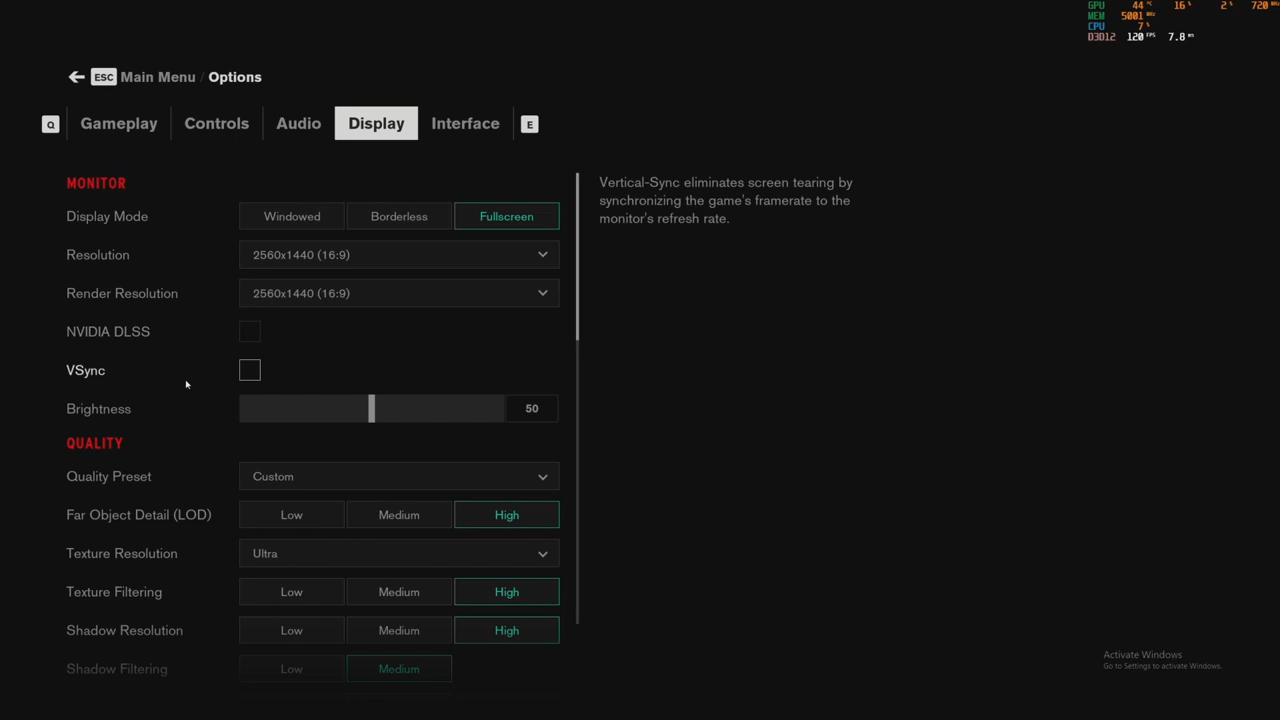 GPU 44 °C 16 % 2 % 720 MHz
MEM 5001 MHz
CPU 7 %
D3D12 120 FPS 7.8 ms
ESC Main Menu / Options
Q Gameplay Controls Audio Display Interface E
MONITOR
Display Mode Windowed Borderless Fullscreen
Resolution 2560x1440 (16:9)
Render Resolution 2560x1440 (16:9)
NVIDIA DLSS
VSync
Brightness 50
QUALITY
Quality Preset Custom
Far Object Detail (LOD) Low Medium High
Texture Resolution Ultra
Texture Filtering Low Medium High
Shadow Resolution Low Medium High
Shadow Filtering Low Medium
Vertical-Sync eliminates screen tearing by
synchronizing the game's framerate to the
monitor's refresh rate.
Activate Windows
Go to Settings to activate Windows.